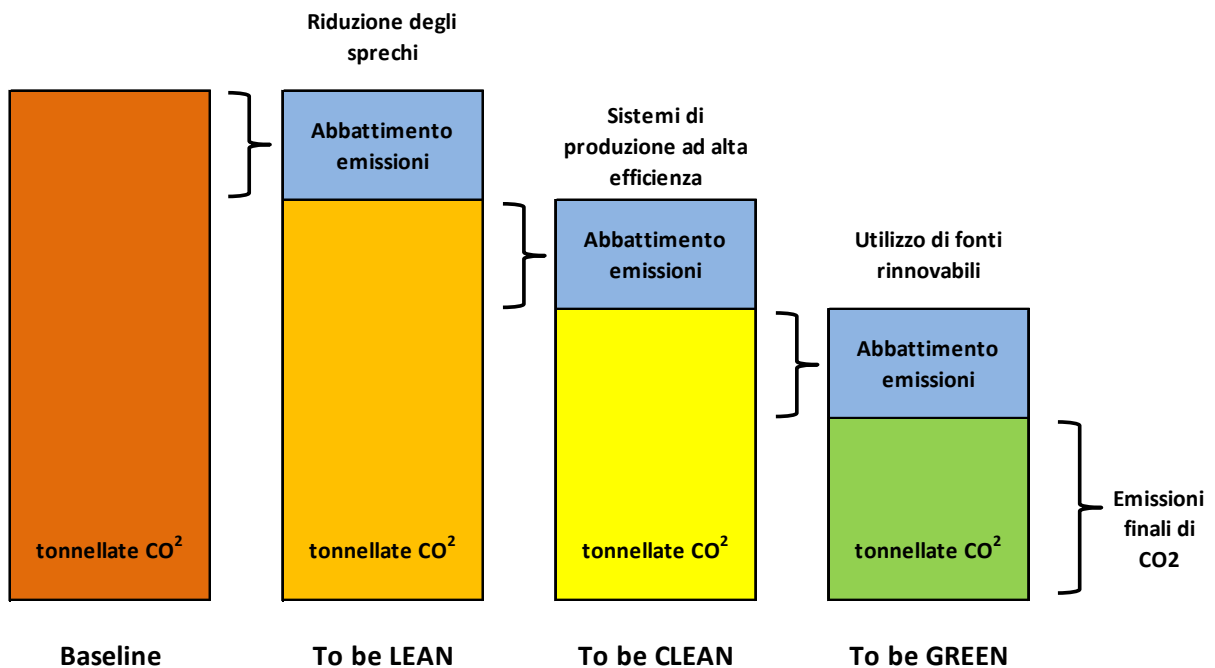 Riduzione degli
sprechi
Abbattimento
emissioni
Sistemi di
produzione ad alta
efficienza
Abbattimento
emissioni
Utilizzo di fonti
rinnovabili
Abbattimento
emissioni
tonnellate CO²
tonnellate CO²
tonnellate CO²
tonnellate CO²
Emissioni
finali di
CO2
Baseline
To be LEAN
To be CLEAN
To be GREEN